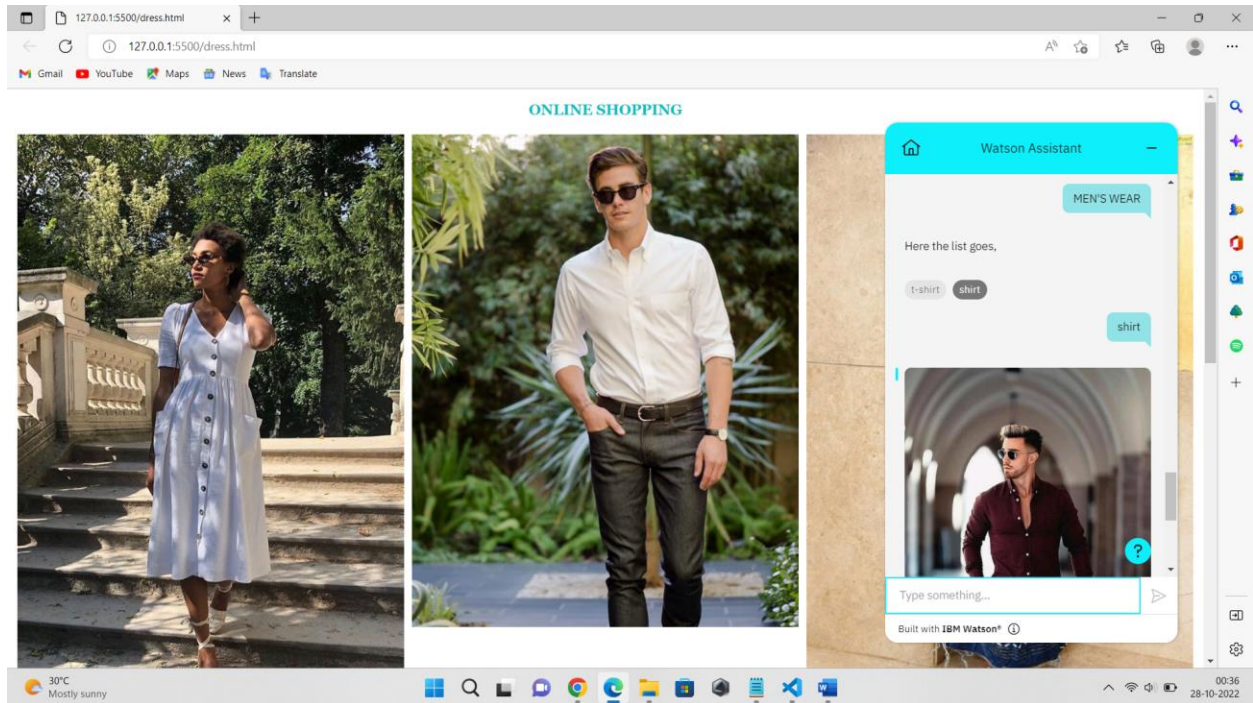 127.0.0.1:5500/dress.html
127.0.0.1:5500/dress.html
Gmail YouTube Maps News Translate
ONLINE SHOPPING
Watson Assistant
MEN'S WEAR
Here the list goes,
t-shirt shirt
shirt
?
Type something...
Built with IBM Watson®
30°C
Mostly sunny
00:36
28-10-2022